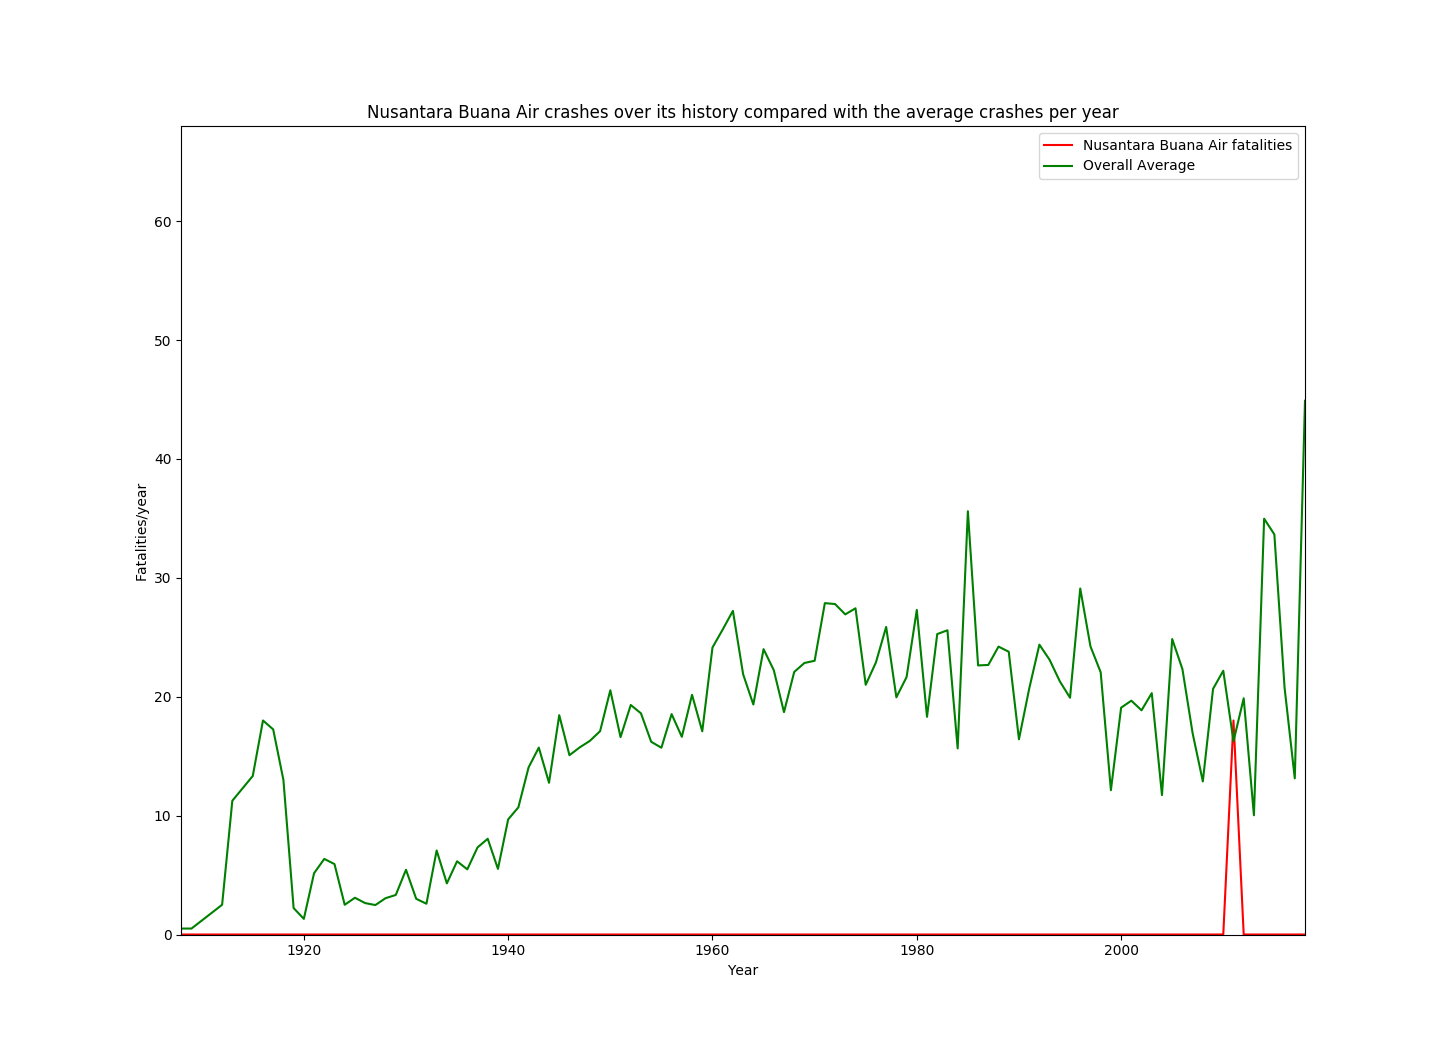 Nusantara Buana Air crashes over its history compared with the average crashes per year
Nusantara Buana Air fatalities
Overall Average
60
50
40
30
20
10
0
Fatalities/year
1920 1940 1960 1980 2000
Year